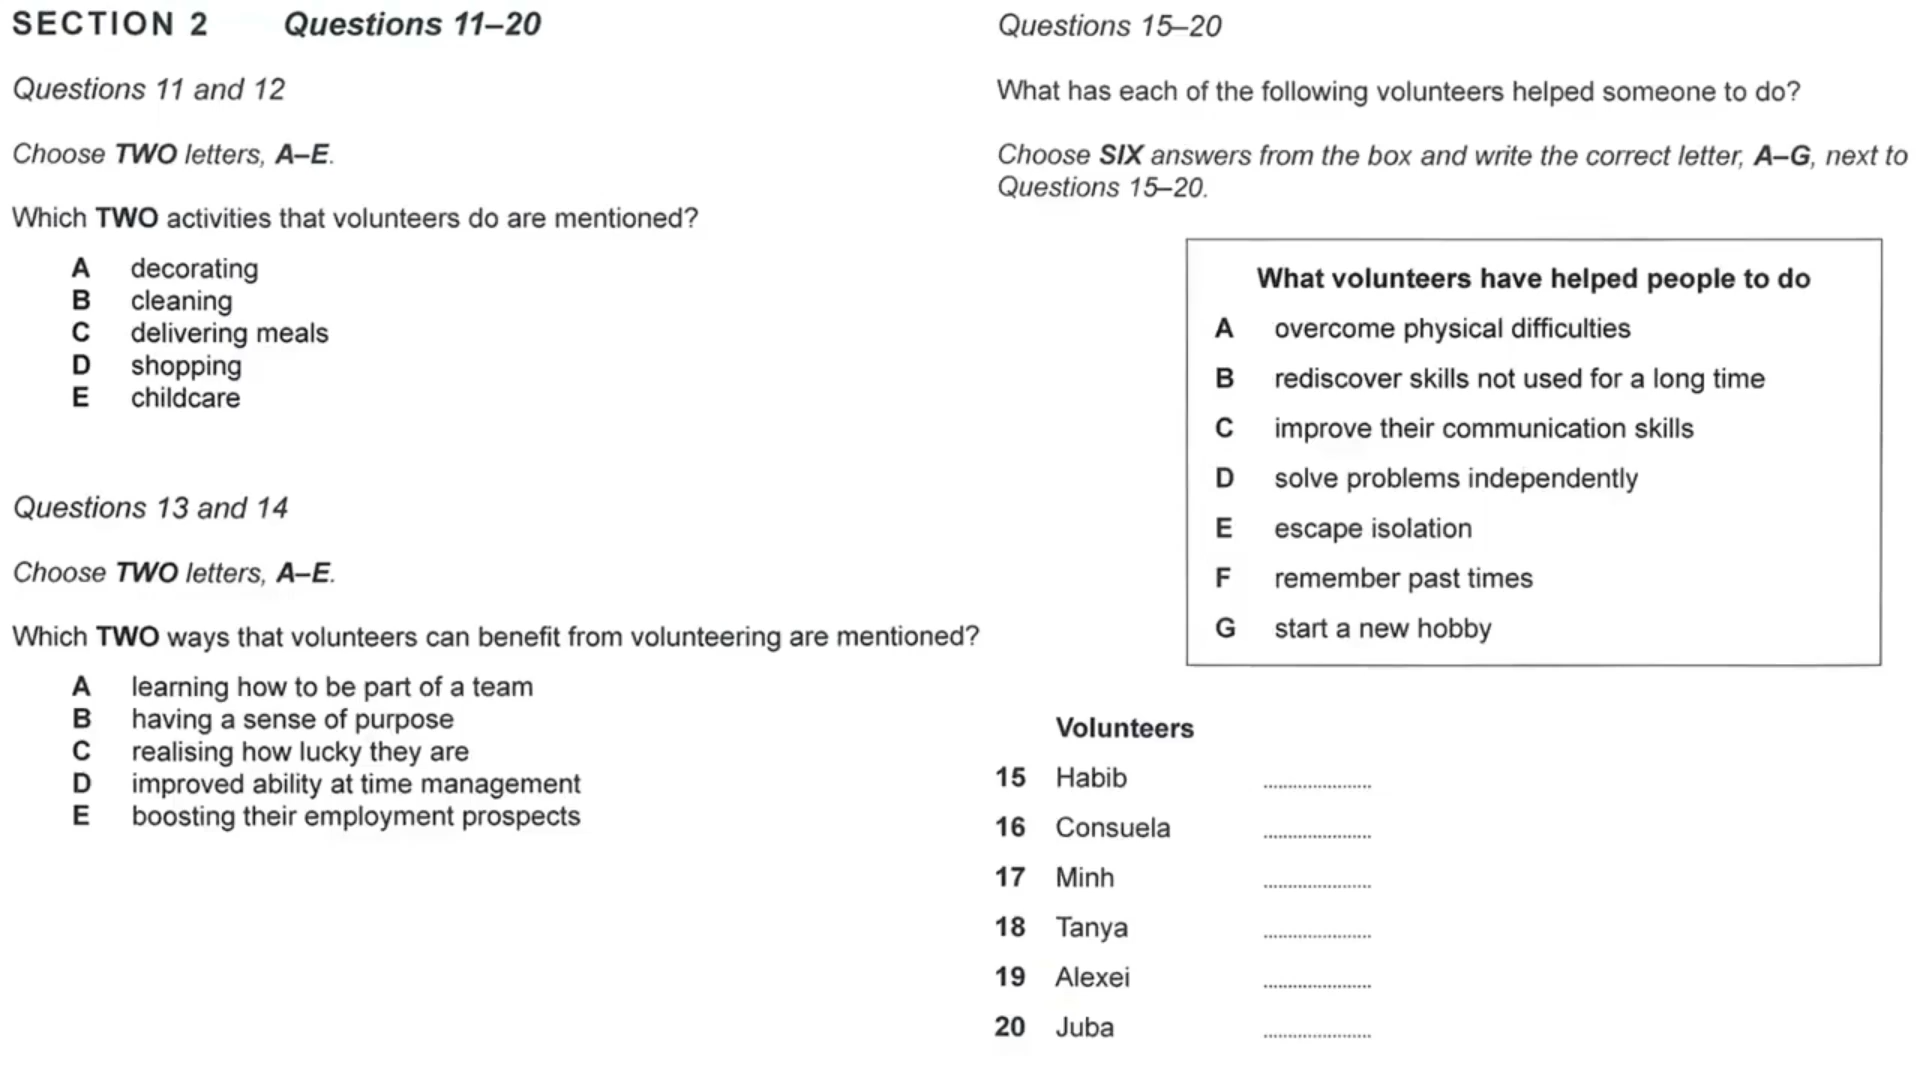 SECTION 2 Questions 11–20
Questions 11 and 12
Choose TWO letters, A–E.
Which TWO activities that volunteers do are mentioned?
A decorating
B cleaning
C delivering meals
D shopping
E childcare
Questions 13 and 14
Choose TWO letters, A–E.
Which TWO ways that volunteers can benefit from volunteering are mentioned?
A learning how to be part of a team
B having a sense of purpose
C realising how lucky they are
D improved ability at time management
E boosting their employment prospects
Questions 15–20
What has each of the following volunteers helped someone to do?
Choose SIX answers from the box and write the correct letter, A–G, next to
Questions 15–20.
What volunteers have helped people to do
A overcome physical difficulties
B rediscover skills not used for a long time
C improve their communication skills
D solve problems independently
E escape isolation
F remember past times
G start a new hobby
Volunteers
15 Habib ......................
16 Consuela ......................
17 Minh ......................
18 Tanya ......................
19 Alexei ......................
20 Juba ......................